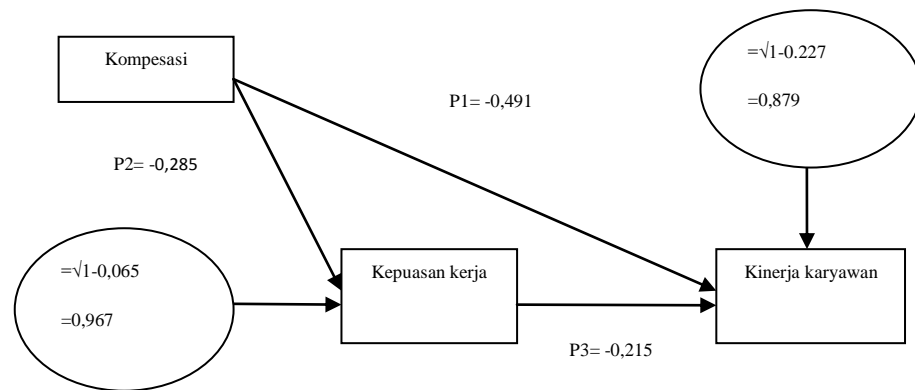 Kompesasi
=√1-0.227
=0,879
P1= -0,491
P2= -0,285
=√1-0,065
=0,967
Kepuasan kerja
Kinerja karyawan
P3= -0,215